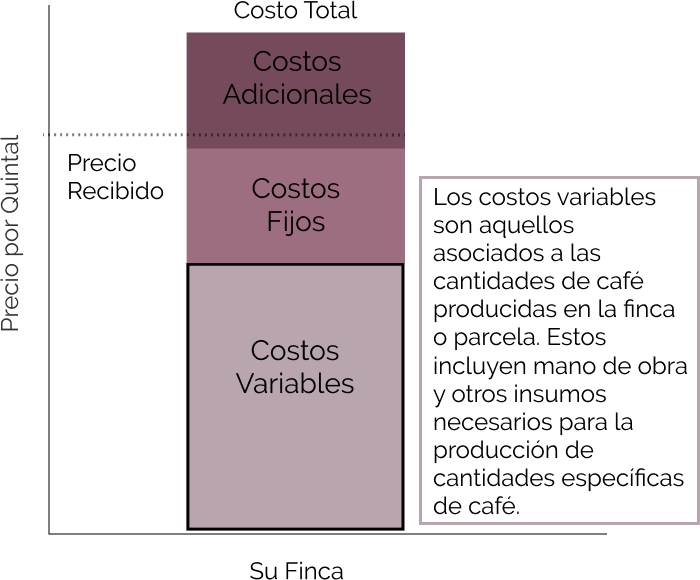 Costo Total
Costos
Adicionales
Precio
Recibido
Costos
Fijos
Costos
Variables
Precio por Quintal
Su Finca
Los costos variables
son aquellos
asociados a las
cantidades de café
producidas en la finca
o parcela. Estos
incluyen mano de obra
y otros insumos
necesarios para la
producción de
cantidades específicas
de café.